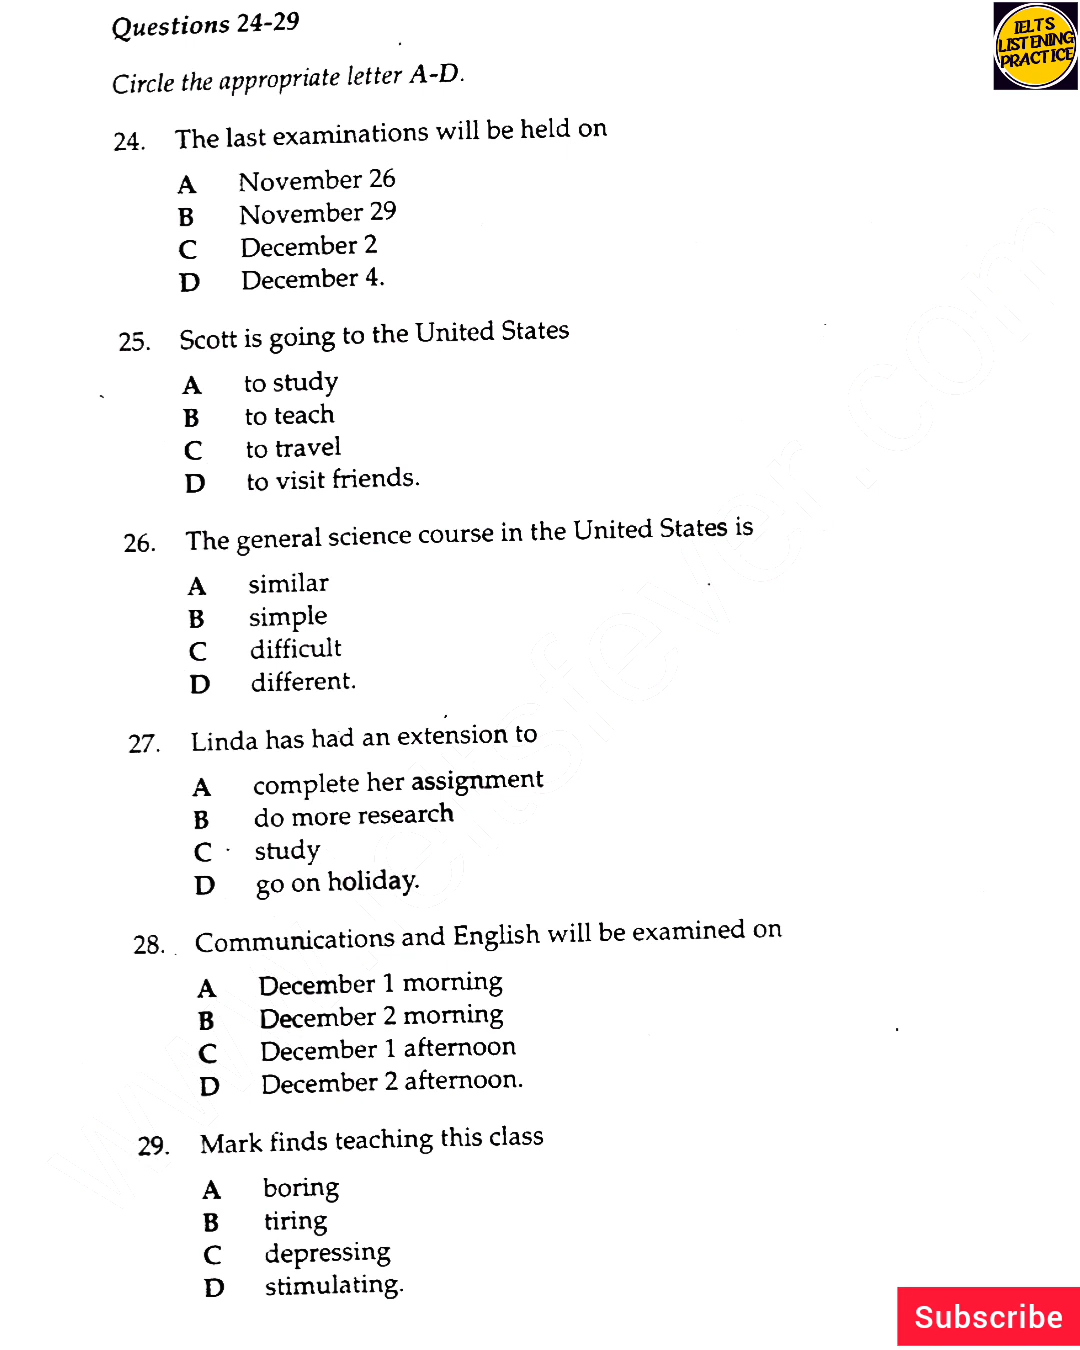 Questions 24-29
IELTS
LISTENING
PRACTICE
Circle the appropriate letter A-D.
24. The last examinations will be held on
A November 26
B November 29
C December 2
D December 4.
25. Scott is going to the United States
A to study
B to teach
C to travel
D to visit friends.
26. The general science course in the United States is
A similar
B simple
C difficult
D different.
27. Linda has had an extension to
A complete her assignment
B do more research
C study
D go on holiday.
28. Communications and English will be examined on
A December 1 morning
B December 2 morning
C December 1 afternoon
D December 2 afternoon.
29. Mark finds teaching this class
A boring
B tiring
C depressing
D stimulating.
Subscribe